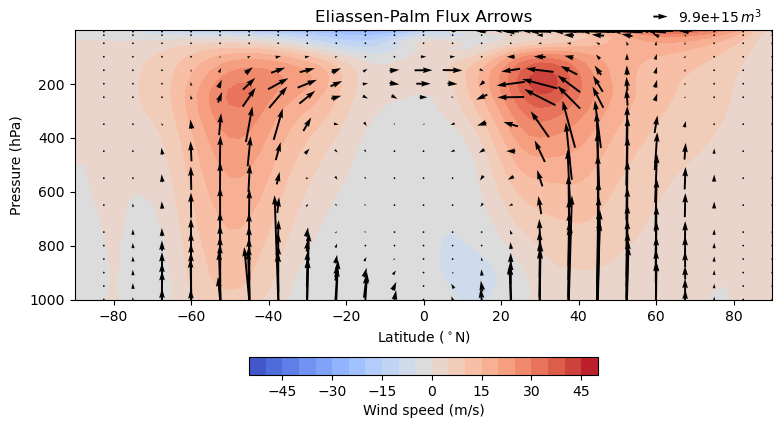 Eliassen-Palm Flux Arrows
9.9e+15 m³
Pressure (hPa)
200
400
600
800
1000
−80 −60 −40 −20 0 20 40 60 80
Latitude (°N)
−45 −30 −15 0 15 30 45
Wind speed (m/s)